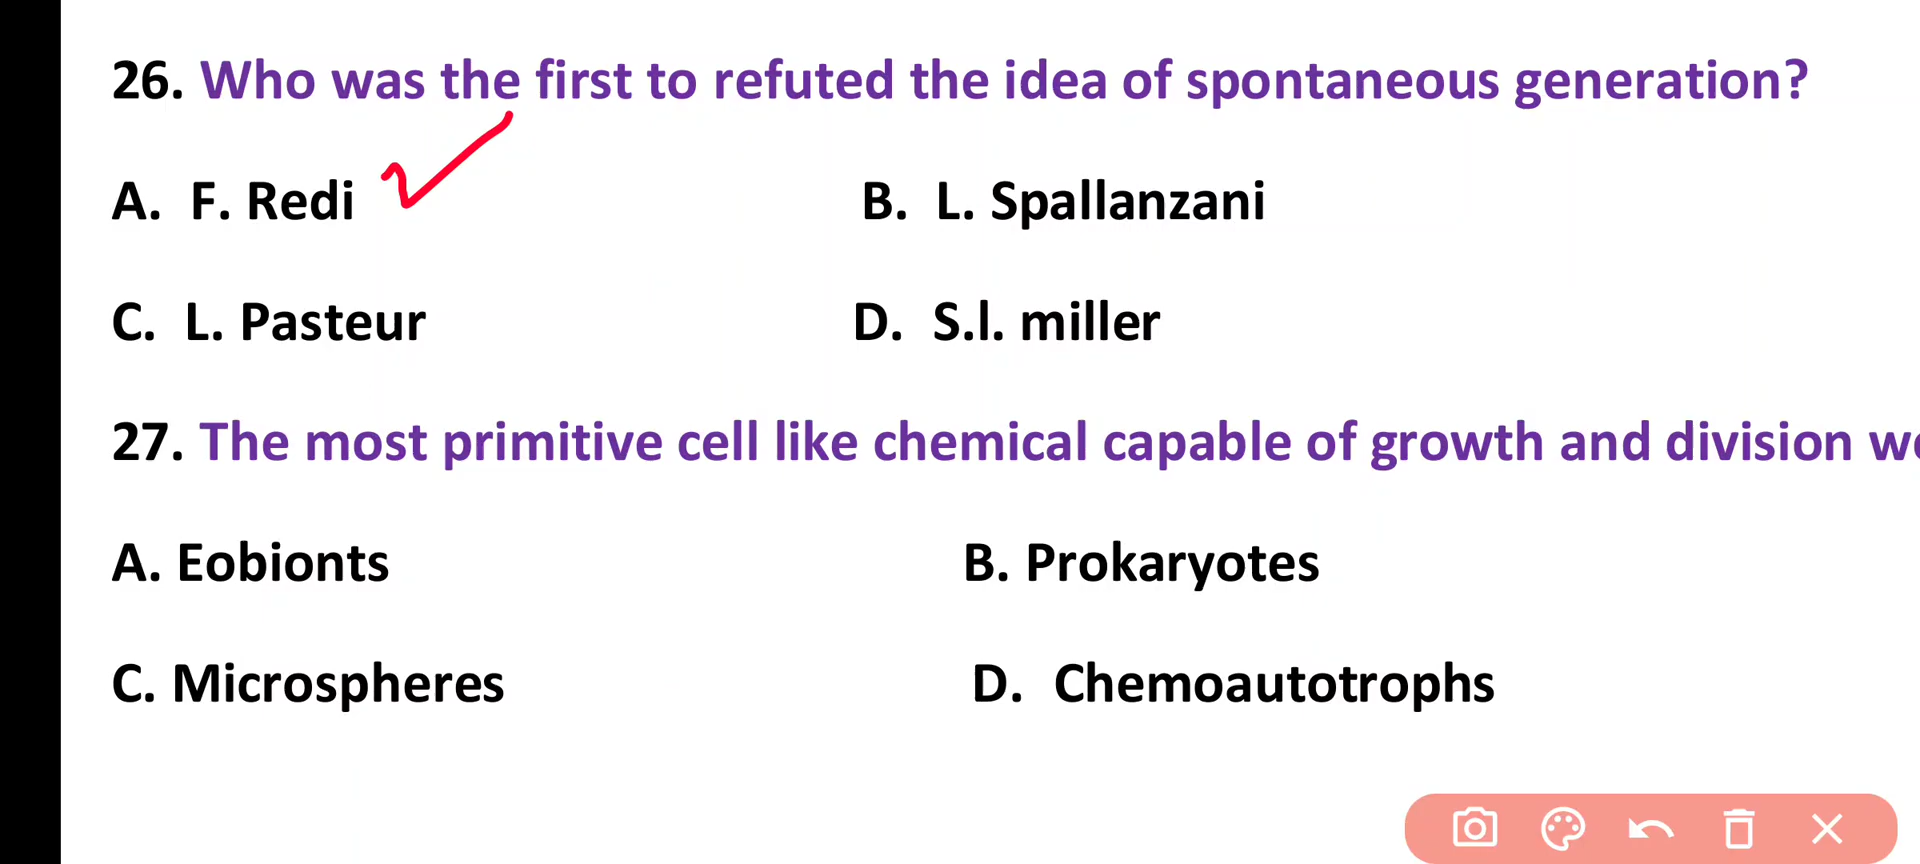 26. Who was the first to refuted the idea of spontaneous generation?
A. F. Redi B. L. Spallanzani
C. L. Pasteur D. S.l. miller
27. The most primitive cell like chemical capable of growth and division
A. Eobionts B. Prokaryotes
C. Microspheres D. Chemoautotrophs